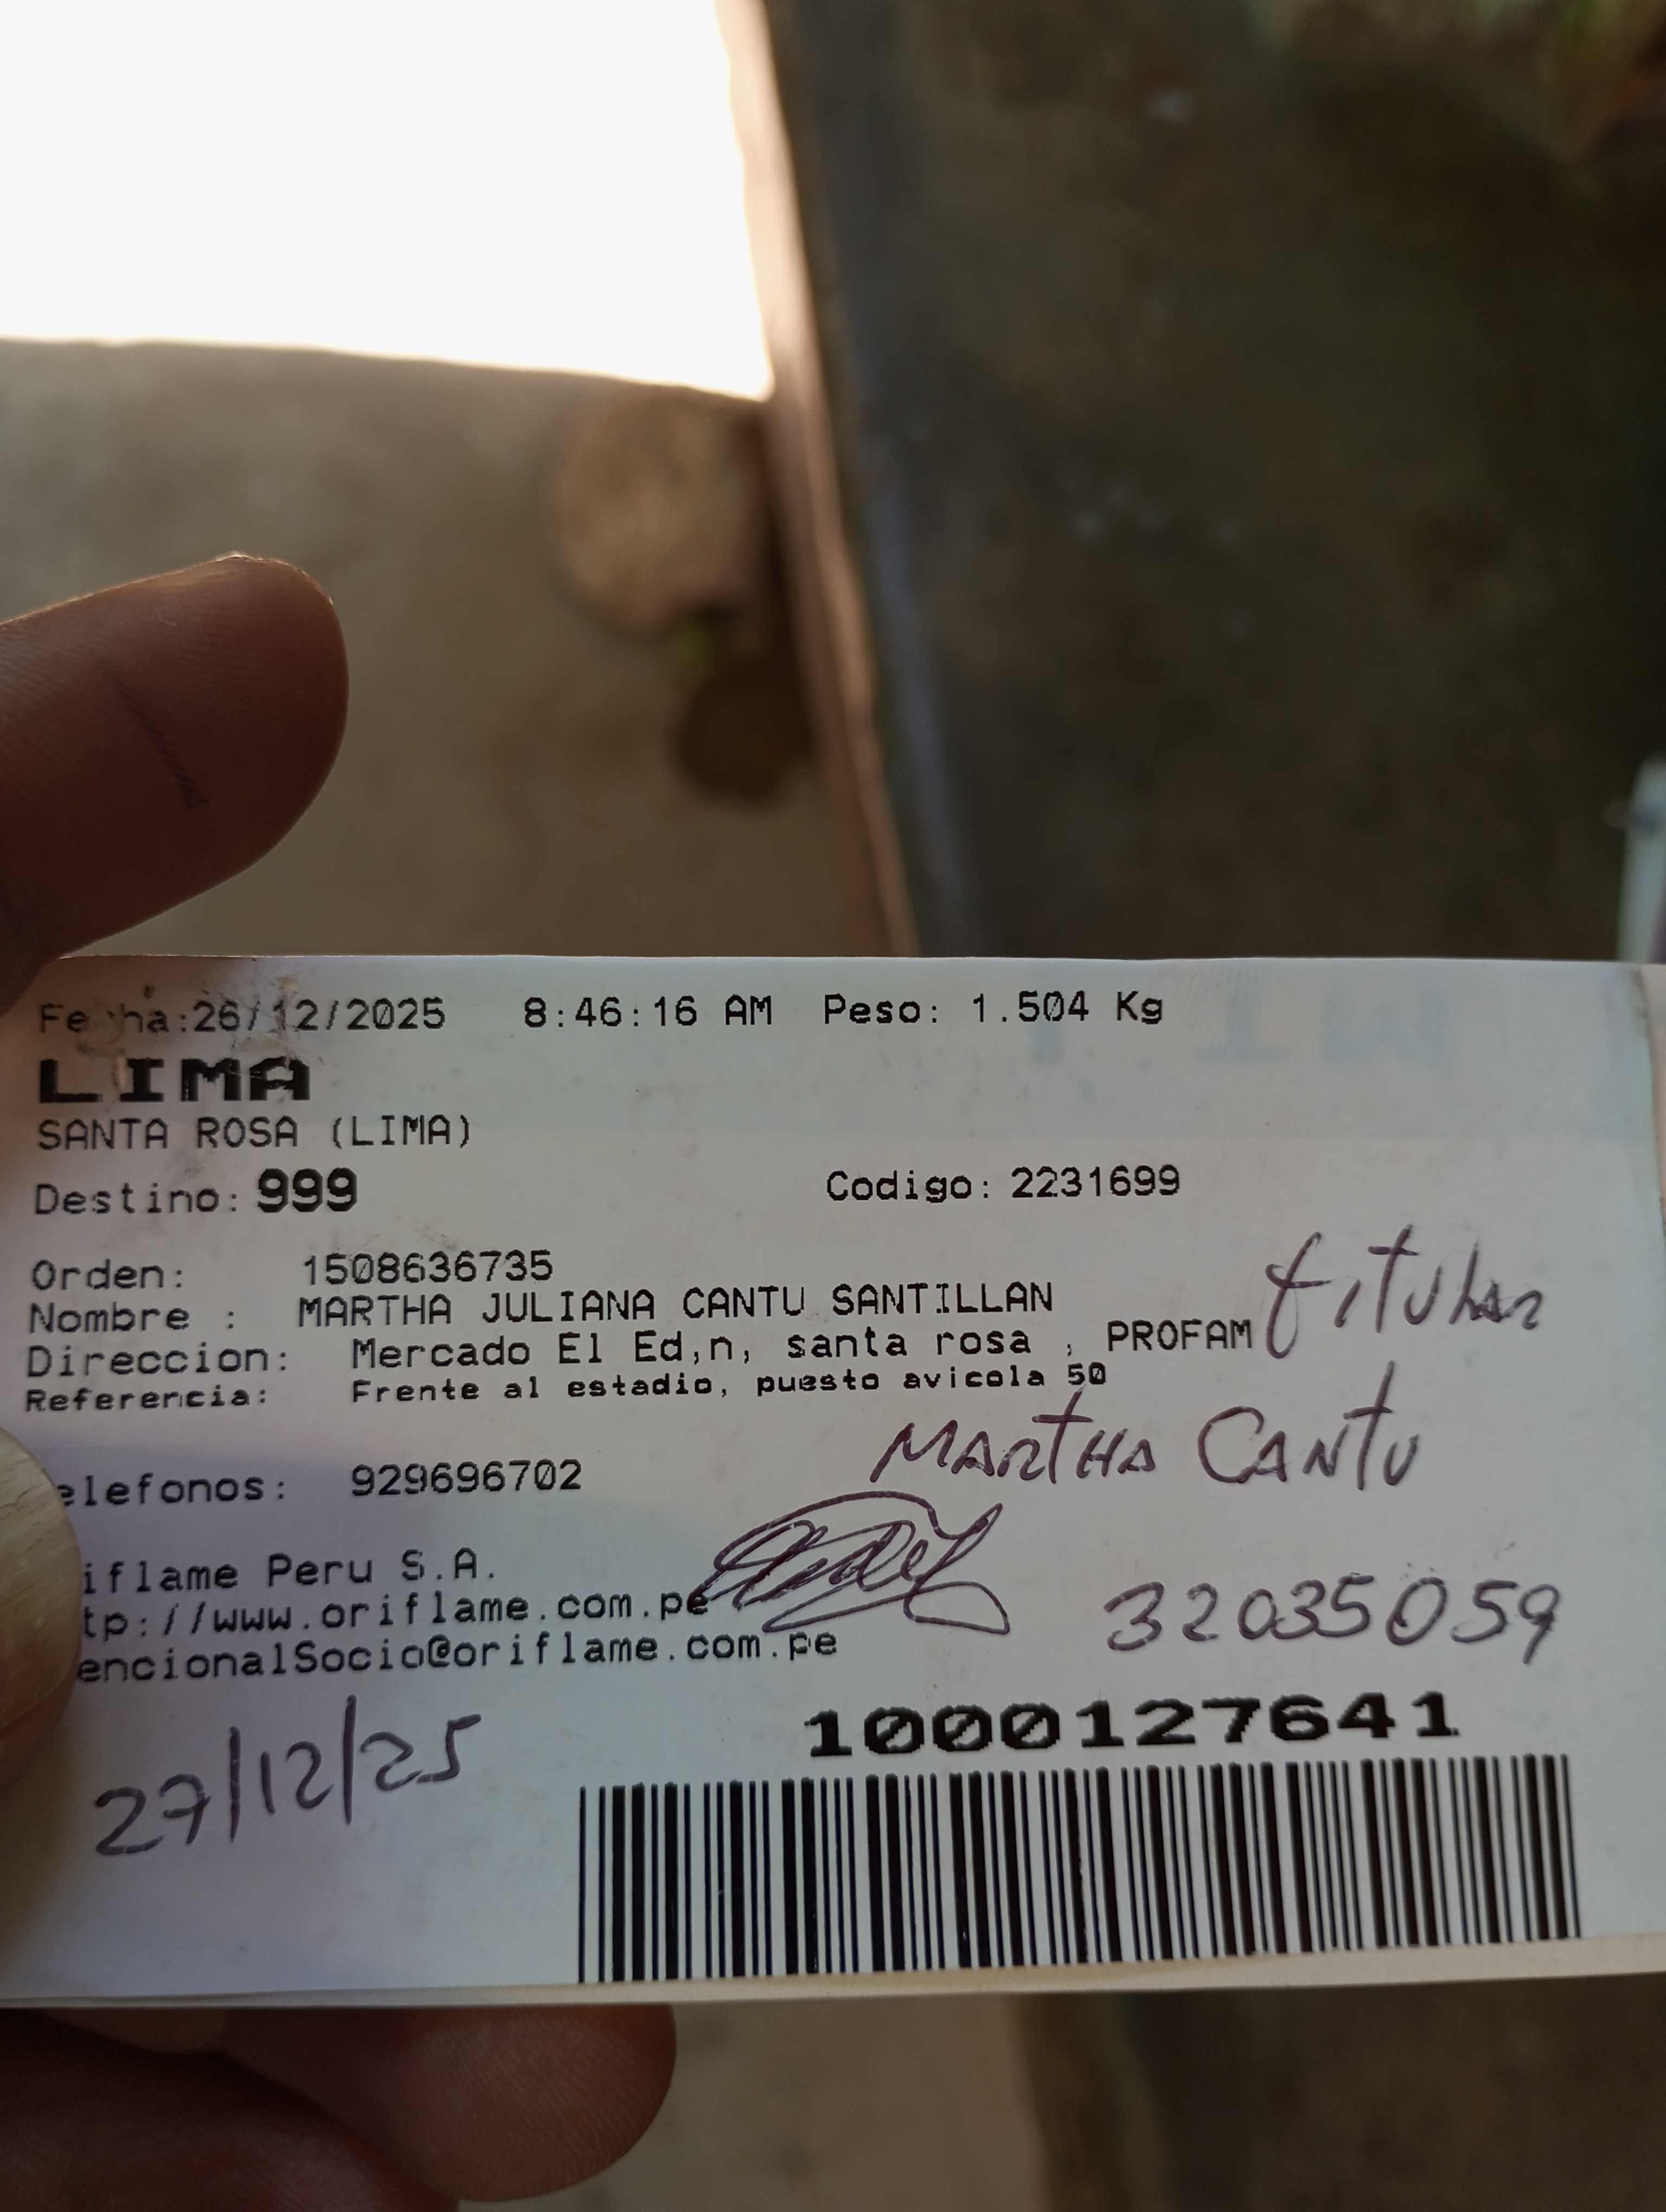 Fecha:26/12/2025 8:46:16 AM Peso: 1.504 Kg
LIMA
SANTA ROSA (LIMA)
Destino: 999 Codigo: 2231699
Orden: 1508636735
Nombre : MARTHA JULIANA CANTU SANTILLAN
titular
Direccion: Mercado El Ed,n, santa rosa , PROFAM
Referencia: Frente al estadio, puesto avicola 50
MARTHA CANTU
elefonos: 929696702
iflame Peru S.A.
tp://www.oriflame.com.pe
32035059
encionalSocio@oriflame.com.pe
1000127641
27/12/25